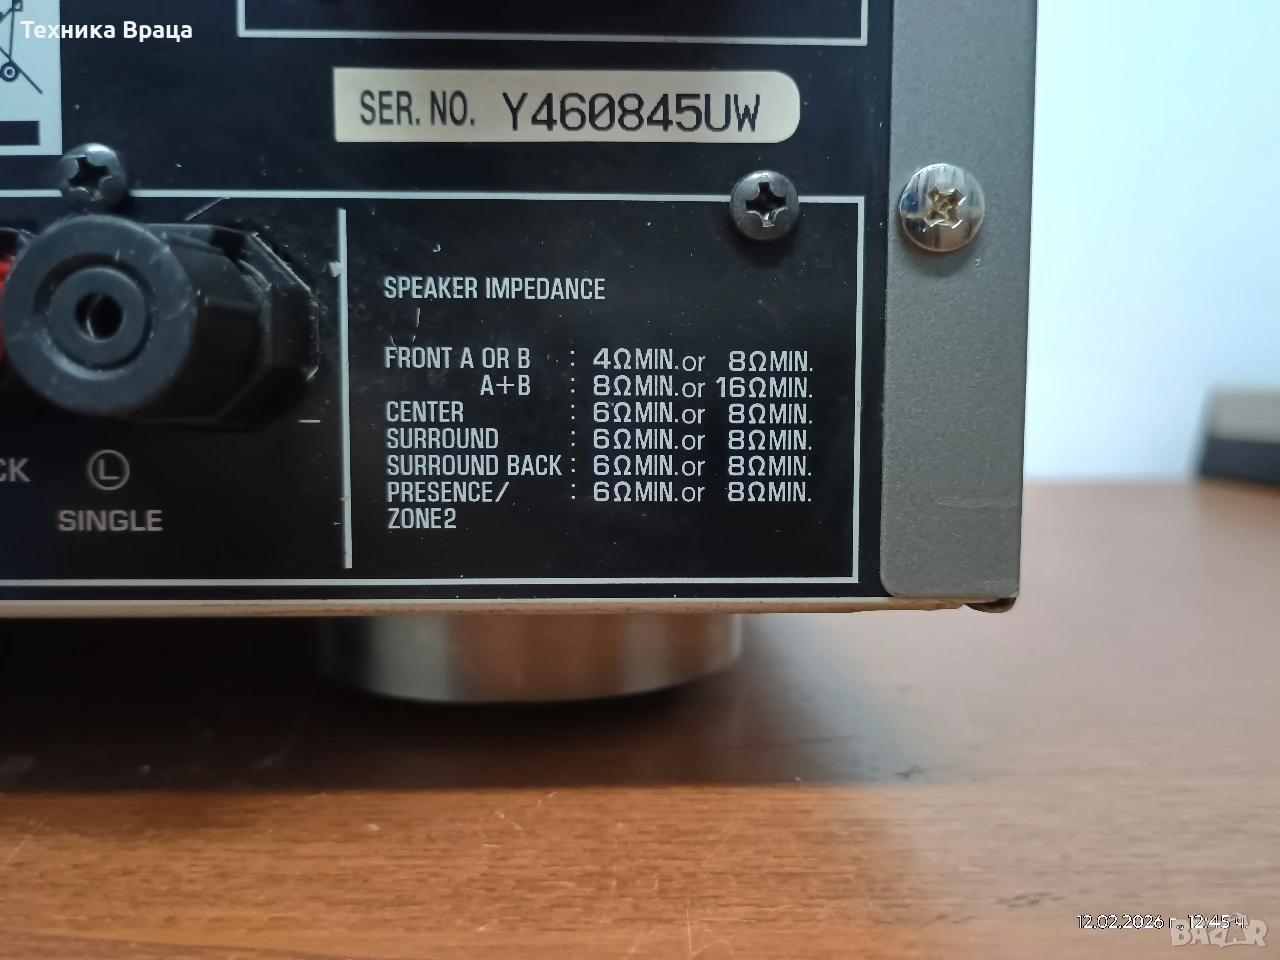 Техника Враца
SER. NO. Y460845UW
SPEAKER IMPEDANCE
FRONT A OR B : 4ΩMIN. or 8ΩMIN.
A+B : 8ΩMIN. or 16ΩMIN.
CENTER : 6ΩMIN. or 8ΩMIN.
SURROUND : 6ΩMIN. or 8ΩMIN.
SURROUND BACK : 6ΩMIN. or 8ΩMIN.
PRESENCE/ : 6ΩMIN. or 8ΩMIN.
ZONE2
CK L
SINGLE
12.02.2026 г., 12:45 ч.
BAZAR